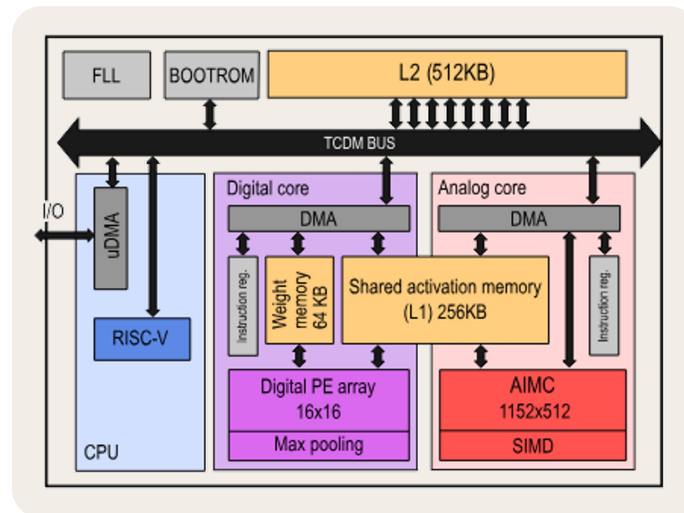 FLL
BOOTROM
L2 (512KB)
TCDM BUS
I/O
uDMA
RISC-V
CPU
Digital core
DMA
Instruction reg.
Weight
memory
64 KB
Shared activation memory
(L1) 256KB
Digital PE array
16x16
Max pooling
Analog core
DMA
Instruction reg.
AIMC
1152x512
SIMD